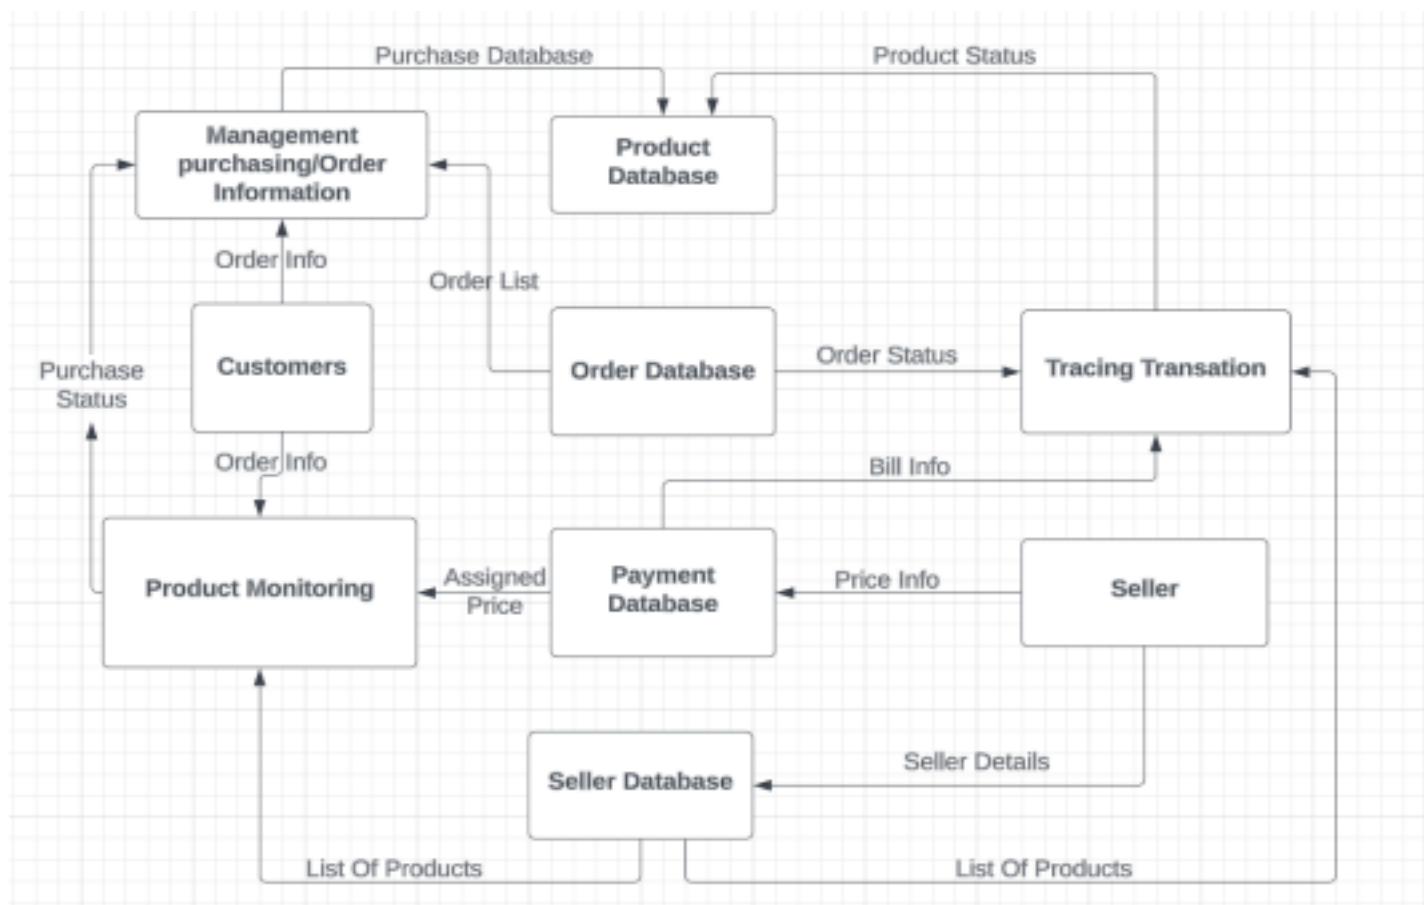 Purchase Database
Product Status
Management
purchasing/Order
Information
Product
Database
Order Info
Order List
Customers
Order Database
Order Status
Tracing Transation
Purchase
Status
Order Info
Bill Info
Product Monitoring
Assigned
Price
Payment
Database
Price Info
Seller
Seller Database
Seller Details
List Of Products
List Of Products